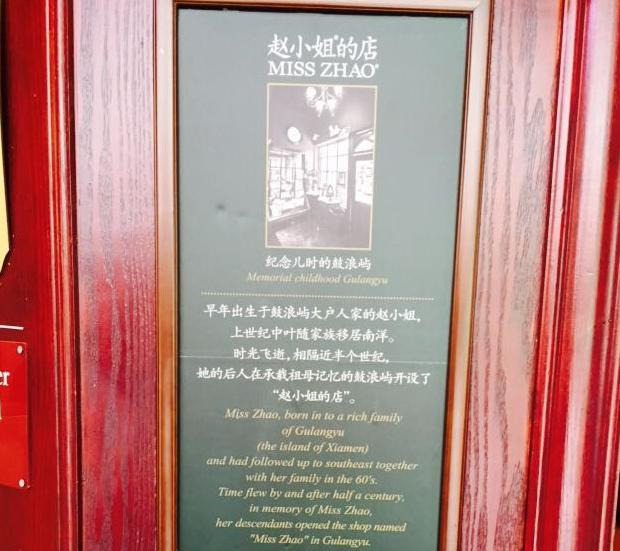 赵小姐的店
MISS ZHAO
纪念儿时的鼓浪屿
Memorial childhood Gulangyu
早年出生于鼓浪屿大户人家的赵小姐，
上世纪中叶随家族移居南洋。
时光飞逝，相隔近半个世纪，
她的后人在承载祖母记忆的鼓浪屿开设了
“赵小姐的店”。
Miss Zhao, born in to a rich family
of Gulangyu
(the island of Xiamen)
and had followed up to southeast together
with her family in the 60's.
Time flew by and after half a century,
in memory of Miss Zhao,
her descendants opened the shop named
"Miss Zhao" in Gulangyu.